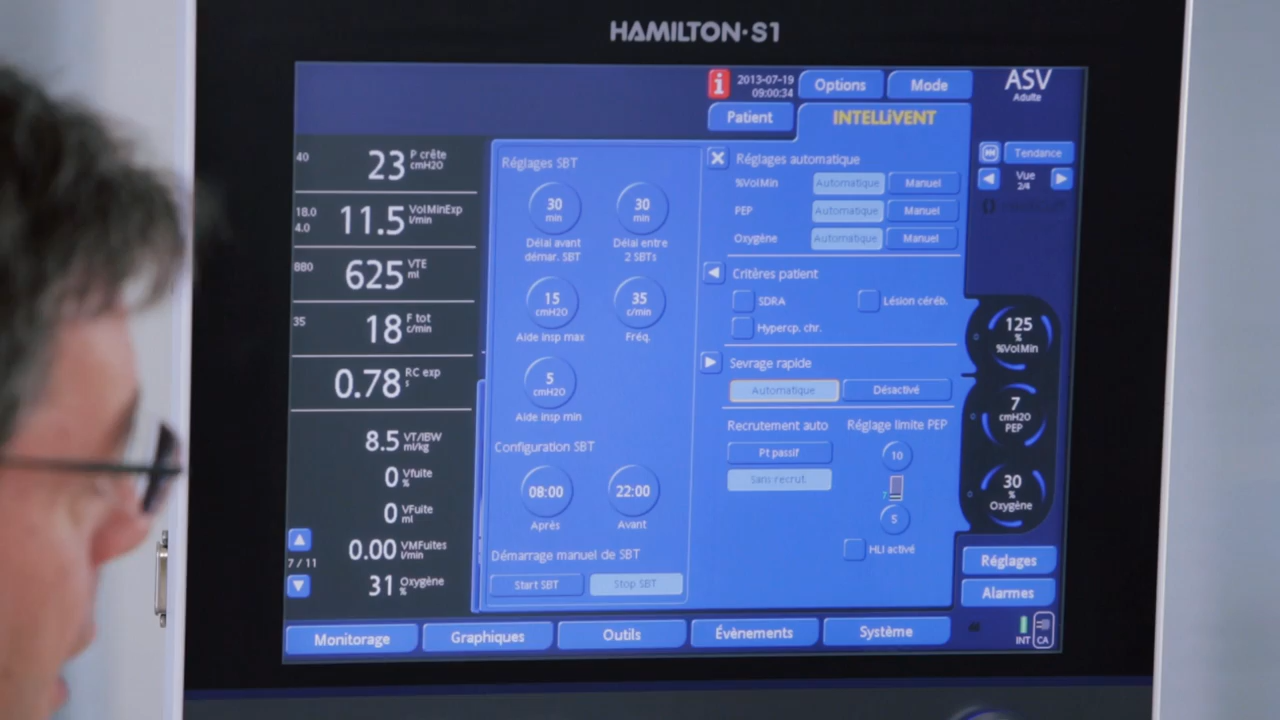 HAMILTON·S1
2013-07-19
09:00:34
Options
Mode
ASV
Adulte
Patient
INTELLiVENT
40
23
P crête
cmH2O
18.0
4.0
11.5
VolMinExp
l/min
880
625
VTE
ml
35
18
F tot
c/min
0.78
RC exp
s
8.5
VT/IBW
ml/kg
0
Vfuite
%
0
VFuite
ml
7 / 11
0.00
VMFuites
l/min
31
Oxygène
%
Réglages SBT
30
min
Délai avant
démar. SBT
30
min
Délai entre
2 SBTs
15
cmH2O
Aide insp max
35
c/min
Fréq.
5
cmH2O
Aide insp min
Configuration SBT
08:00
Après
22:00
Avant
Démarrage manuel de SBT
Start SBT
Stop SBT
X Réglages automatique
%VolMin
Automatique
Manuel
PEP
Automatique
Manuel
Oxygène
Automatique
Manuel
Critères patient
SDRA
Lésion céréb.
Hypercp. chr.
Sevrage rapide
Automatique
Désactivé
Recrutement auto
Pt passif
Sans recrut.
Réglage limite PEP
10
7
5
HLI activé
Tendance
Vue
2/4
125
%
%VolMin
7
cmH2O
PEP
30
%
Oxygène
Réglages
Alarmes
Monitorage
Graphiques
Outils
Évènements
Système
INT
CA